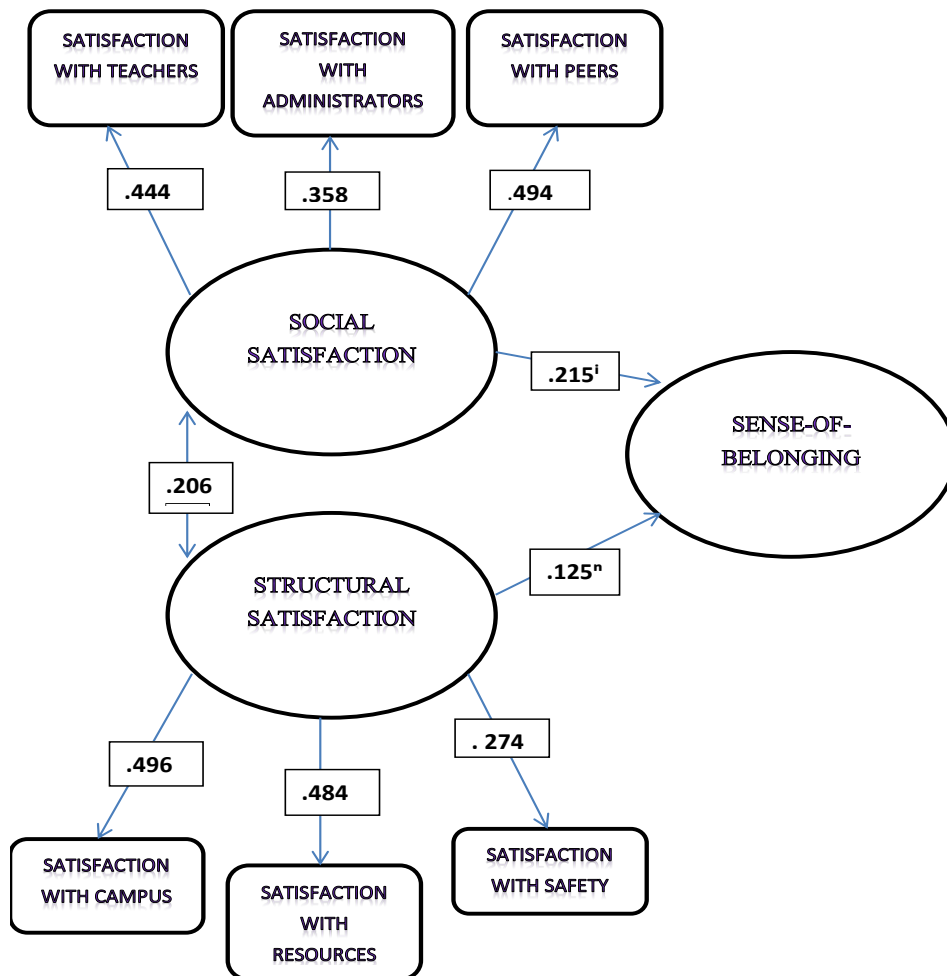 SATISFACTION
WITH TEACHERS
SATISFACTION
WITH
ADMINISTRATORS
SATISFACTION
WITH PEERS
.444
.358
.494
SOCIAL
SATISFACTION
.215ⁱ
SENSE-OF-
BELONGING
.206
.125ⁿ
STRUCTURAL
SATISFACTION
.496
.484
. 274
SATISFACTION
WITH CAMPUS
SATISFACTION
WITH
RESOURCES
SATISFACTION
WITH SAFETY